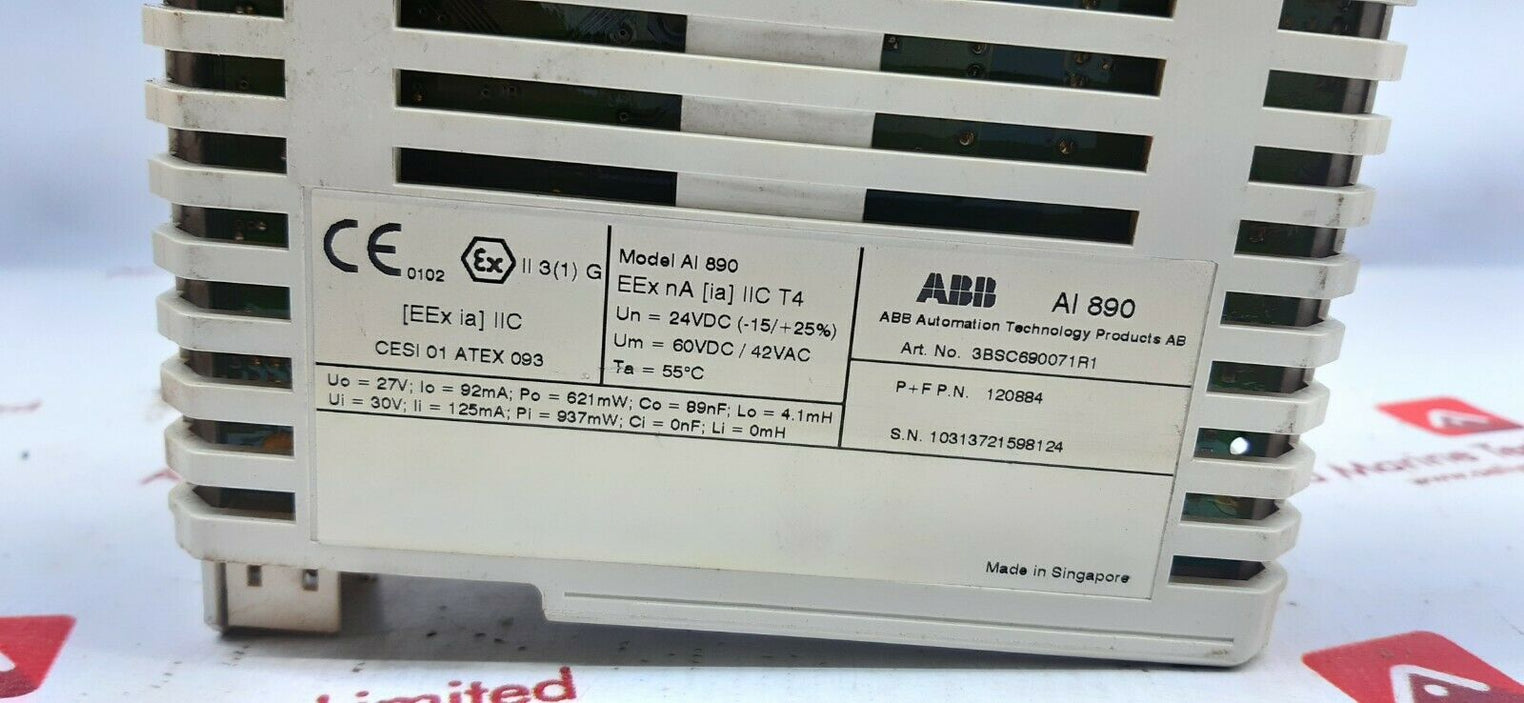 CE 0102 Ex II 3(1) G
[EEx ia] IIC
CESI 01 ATEX 093
Model AI 890
EEx nA [ia] IIC T4
Un = 24VDC (-15/+25%)
Um = 60VDC / 42VAC
Ta = 55°C
Uo = 27V; Io = 92mA; Po = 621mW; Co = 89nF; Lo = 4.1mH
Ui = 30V; Ii = 125mA; Pi = 937mW; Ci = 0nF; Li = 0mH
ABB AI 890
ABB Automation Technology Products AB
Art. No. 3BSC690071R1
P+F P.N. 120884
S.N. 10313721598124
Made in Singapore
Limited